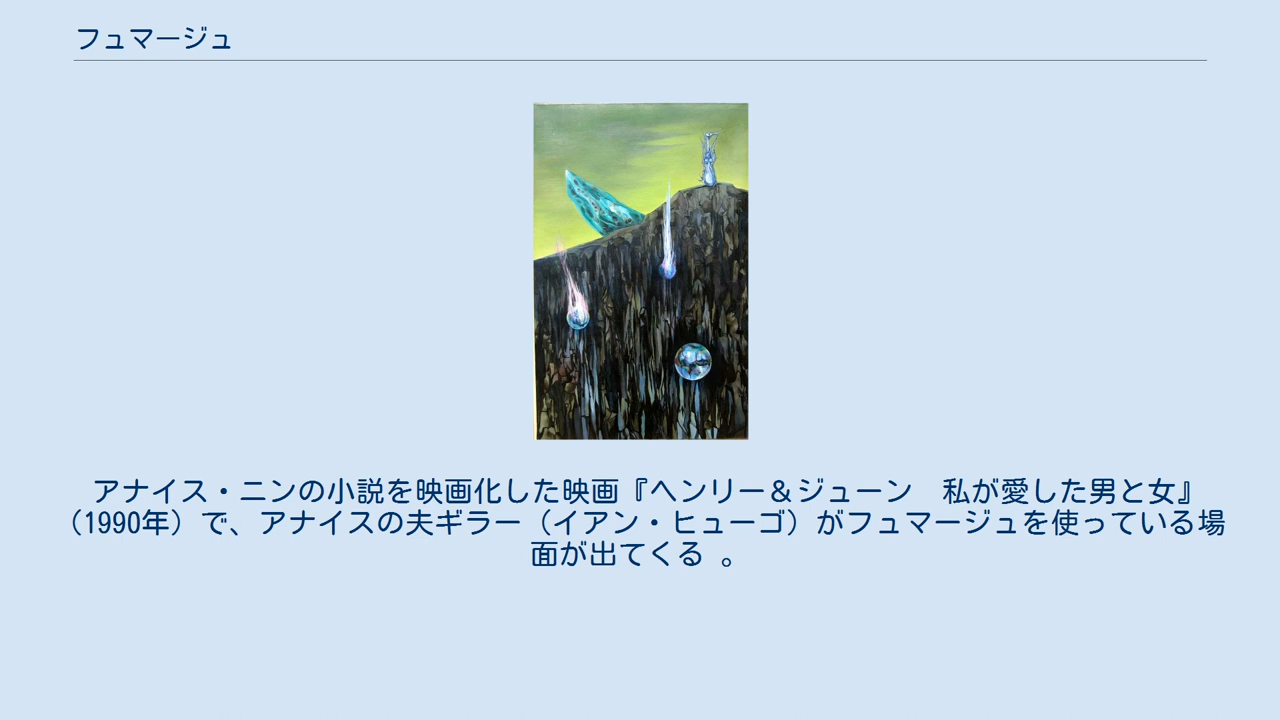 フュマージュ
アナイス・ニンの小説を映画化した映画『ヘンリー＆ジューン　私が愛した男と女』
（1990年）で、アナイスの夫ギラー（イアン・ヒューゴ）がフュマージュを使っている場
面が出てくる 。